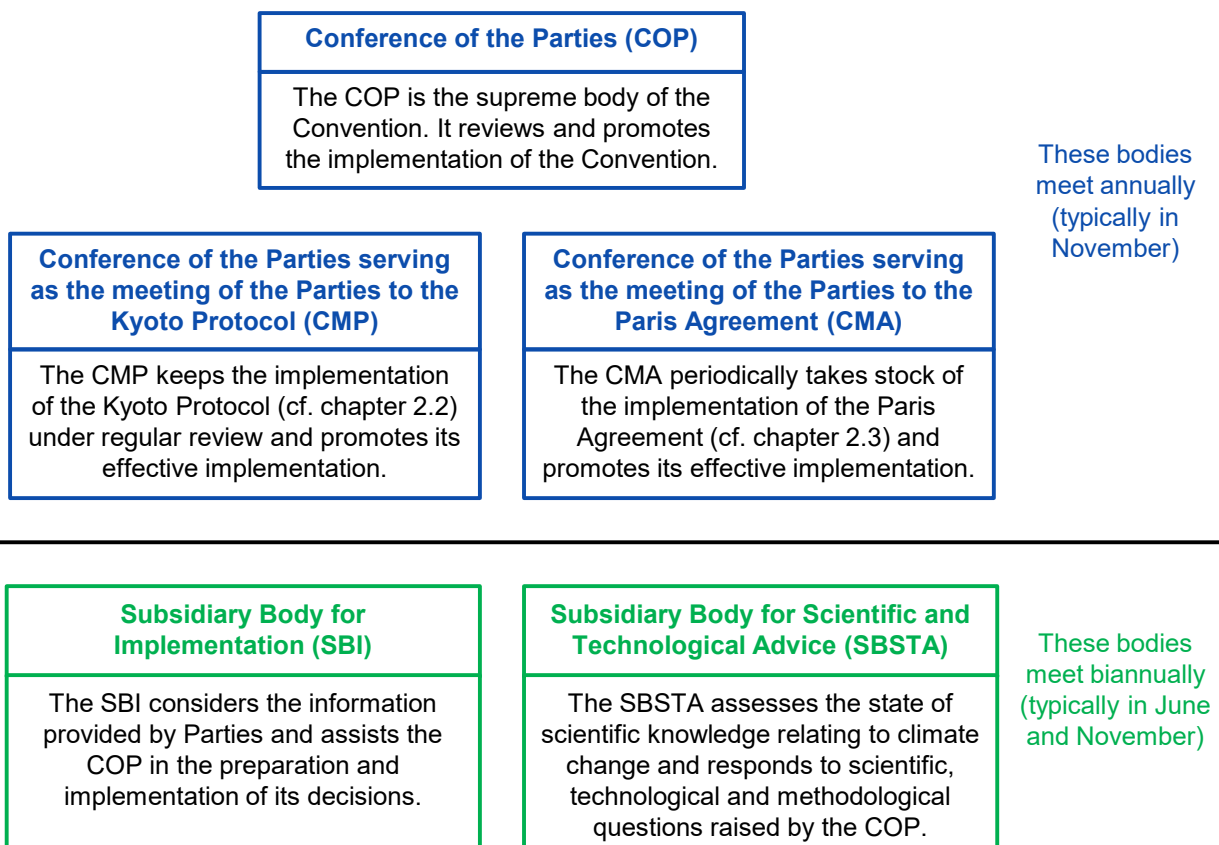 Conference of the Parties (COP)
The COP is the supreme body of the
Convention. It reviews and promotes
the implementation of the Convention.
These bodies
meet annually
(typically in
November)
Conference of the Parties serving
as the meeting of the Parties to the
Kyoto Protocol (CMP)
The CMP keeps the implementation
of the Kyoto Protocol (cf. chapter 2.2)
under regular review and promotes its
effective implementation.
Conference of the Parties serving
as the meeting of the Parties to the
Paris Agreement (CMA)
The CMA periodically takes stock of
the implementation of the Paris
Agreement (cf. chapter 2.3) and
promotes its effective implementation.
Subsidiary Body for
Implementation (SBI)
The SBI considers the information
provided by Parties and assists the
COP in the preparation and
implementation of its decisions.
Subsidiary Body for Scientific and
Technological Advice (SBSTA)
The SBSTA assesses the state of
scientific knowledge relating to climate
change and responds to scientific,
technological and methodological
questions raised by the COP.
These bodies
meet biannually
(typically in June
and November)